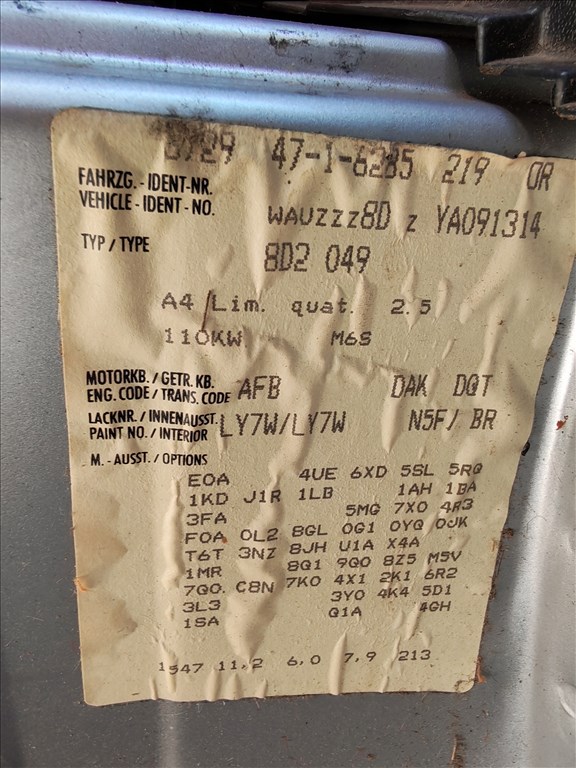 6729 47-1-6285 219 OR
FAHRZG. - IDENT-NR.
VEHICLE - IDENT - NO. WAUZZZ8D Z YA091314
TYP / TYPE 8D2 049
A4 /Lim. quat. 2.5
110KW M6S
MOTORKB. / GETR. KB.
ENG. CODE / TRANS. CODE AFB DAK DQT
LACKNR. / INNENAUSST.
PAINT NO. / INTERIOR LY7W/LY7W N5F/ BR
M. - AUSST. / OPTIONS
E0A 4UE 6XD 5SL 5RQ
1KD J1R 1LB 1AH 1BA
3FA 5MG 7X0 4R3
F0A 0L2 8GL 0G1 0YQ 0JK
T6T 3NZ 8JH U1A X4A
1MR 8Q1 9Q0 8Z5 M5V
7Q0 C8N 7K0 4X1 2K1 6R2
3L3 3Y0 4K4 5D1
1SA Q1A 4GH
1547 11,2 6,0 7,9 213